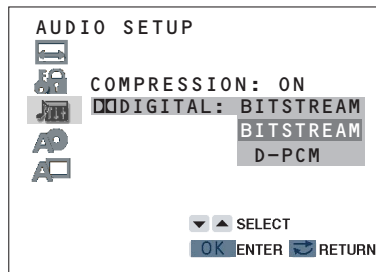 AUDIO SETUP
COMPRESSION: ON
DIGITAL: BITSTREAM
BITSTREAM
D-PCM
SELECT
OK ENTER RETURN